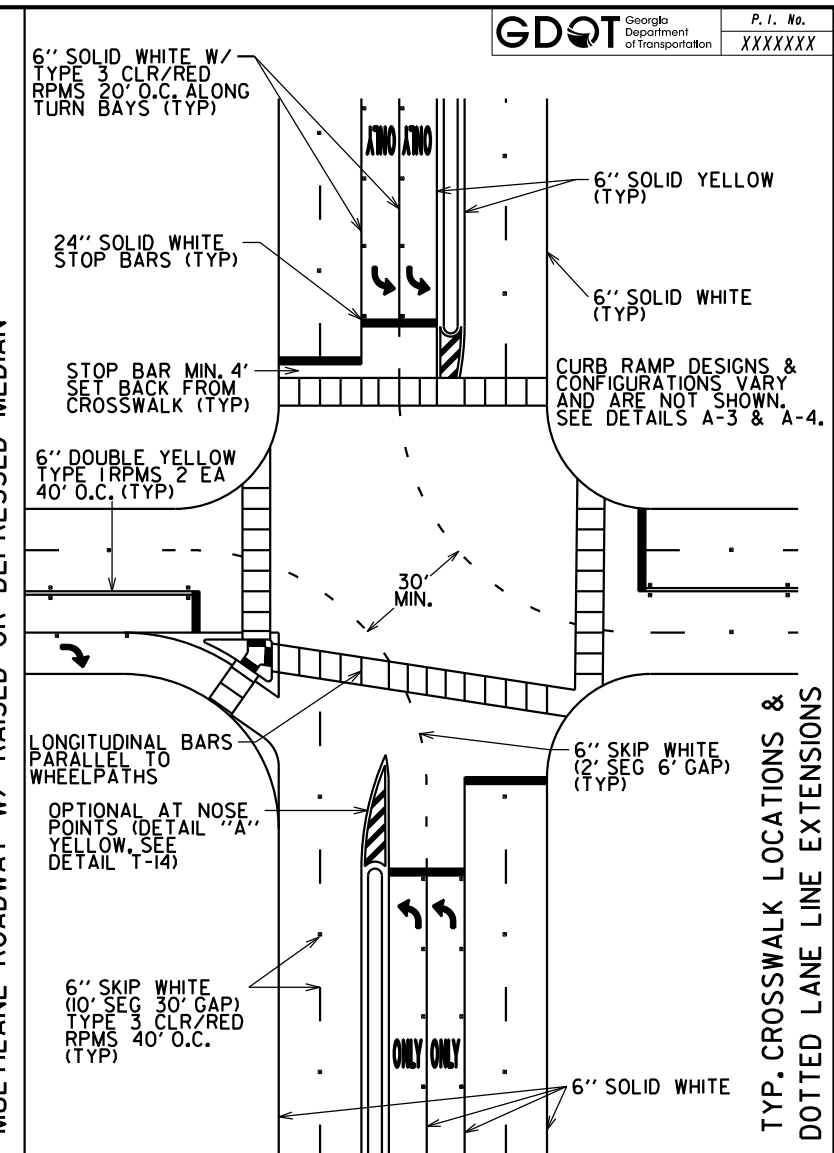 GDOT
Georgia
Department
of Transportation
P. I. No.
XXXXXXX
6'' SOLID WHITE W/
TYPE 3 CLR/RED
RPMS 20' O.C. ALONG
TURN BAYS (TYP)
ONLY
ONLY
6'' SOLID YELLOW
(TYP)
24'' SOLID WHITE
STOP BARS (TYP)
6'' SOLID WHITE
(TYP)
STOP BAR MIN. 4'
SET BACK FROM
CROSSWALK (TYP)
CURB RAMP DESIGNS &
CONFIGURATIONS VARY
AND ARE NOT SHOWN.
SEE DETAILS A-3 & A-4.
6'' DOUBLE YELLOW
TYPE 1 RPMS 2 EA
40' O.C. (TYP)
30'
MIN.
LONGITUDINAL BARS
PARALLEL TO
WHEELPATHS
6'' SKIP WHITE
(2' SEG 6' GAP)
(TYP)
OPTIONAL AT NOSE
POINTS (DETAIL ''A''
YELLOW, SEE
DETAIL T-14)
6'' SKIP WHITE
(10' SEG 30' GAP)
TYPE 3 CLR/RED
RPMS 40' O.C.
(TYP)
ONLY
ONLY
6'' SOLID WHITE
TYP. CROSSWALK LOCATIONS &
DOTTED LANE LINE EXTENSIONS
MULTILANE ROADWAY W/ RAISED OR DEPRESSED MEDIAN